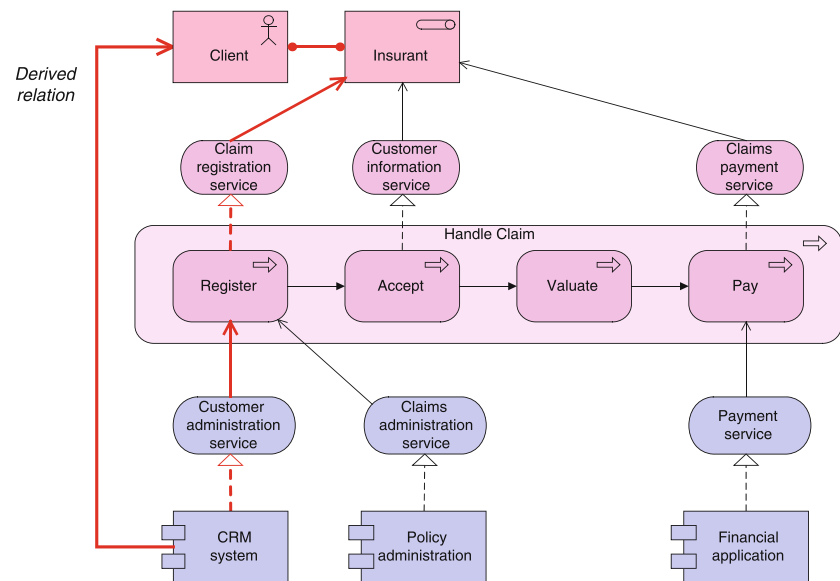 Client
Insurant
Derived
relation
Claim
registration
service
Customer
information
service
Claims
payment
service
Handle Claim
Register
Accept
Valuate
Pay
Customer
administration
service
Claims
administration
service
Payment
service
CRM
system
Policy
administration
Financial
application